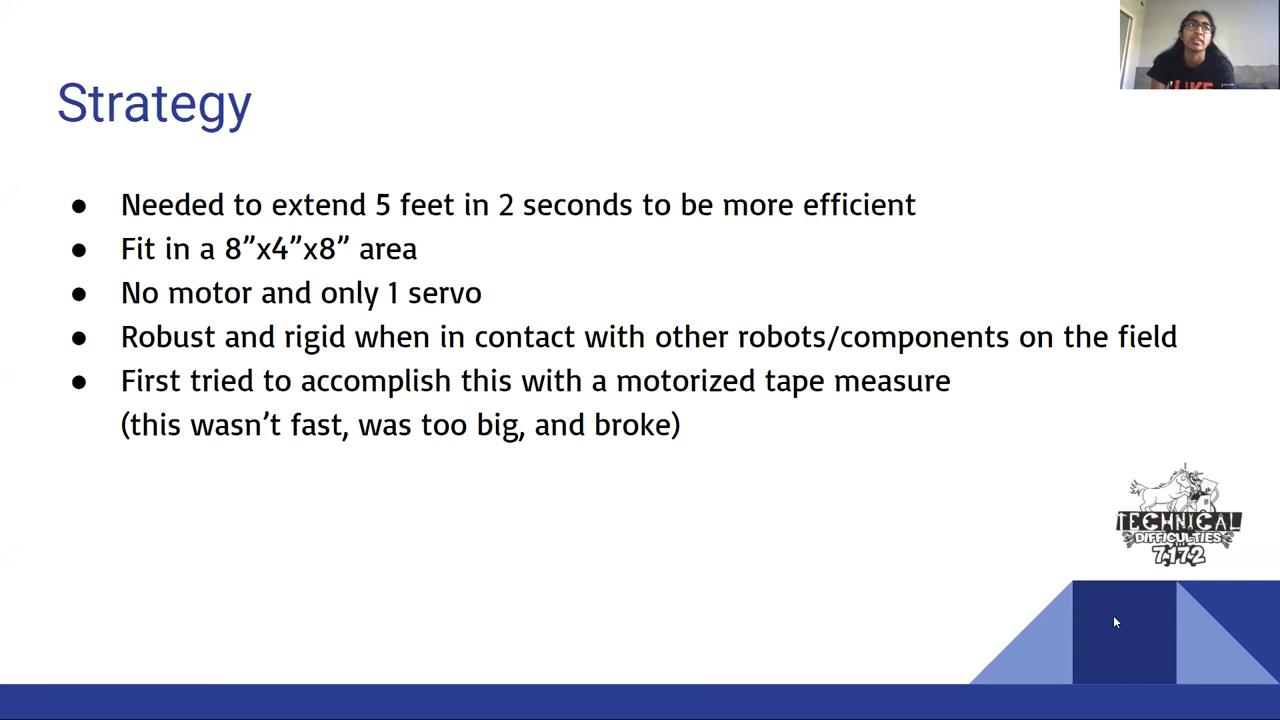 Strategy
● Needed to extend 5 feet in 2 seconds to be more efficient
● Fit in a 8”x4”x8” area
● No motor and only 1 servo
● Robust and rigid when in contact with other robots/components on the field
● First tried to accomplish this with a motorized tape measure
(this wasn’t fast, was too big, and broke)
TECHNICAL
DIFFICULTIES
7172